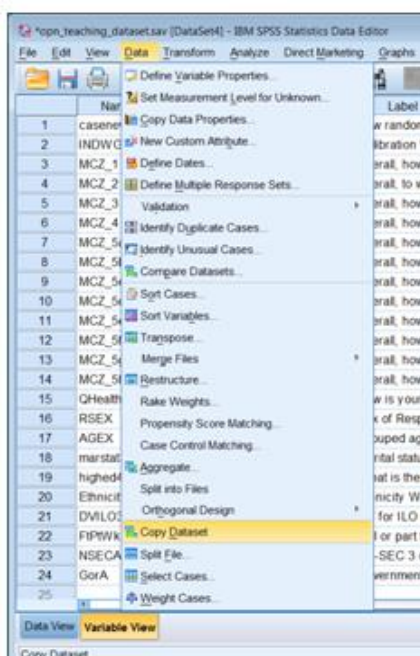 *opn_teaching_dataset.sav [DataSet4] - IBM SPSS Statistics Data Editor
File Edit View Data Transform Analyze Direct Marketing Graphs
Define Variable Properties...
Set Measurement Level for Unknown...
Copy Data Properties...
New Custom Attribute...
Define Dates...
Define Multiple Response Sets...
Validation
Identify Duplicate Cases...
Identify Unusual Cases...
Compare Datasets...
Sort Cases...
Sort Variables...
Transpose...
Merge Files
Restructure...
Rake Weights...
Propensity Score Matching...
Case Control Matching...
Aggregate...
Split into Files
Orthogonal Design
Copy Dataset
Split File...
Select Cases...
Weight Cases...
Nar Label
1 casene w random
2 INDWG libration
3 MCZ_1 erall, how
4 MCZ_2 erall, to
5 MCZ_3 erall, how
6 MCZ_4 erall, how
7 MCZ_5 erall, how
8 MCZ_5 erall, how
9 MCZ_5 erall, how
10 MCZ_5 erall, how
11 MCZ_5 erall, how
12 MCZ_5 erall, how
13 MCZ_5 erall, how
14 MCZ_5 erall, how
15 QHealth w is your
16 RSEX x of Resp
17 AGEX uped ag
18 marstat rital statu
19 highed4 at is the
20 Ethnicit nicity W
21 DVILO3 for ILO
22 FtPtWk l or part
23 NSECA -SEC 3
24 GorA vernmen
25
Data View Variable View
Copy Dataset